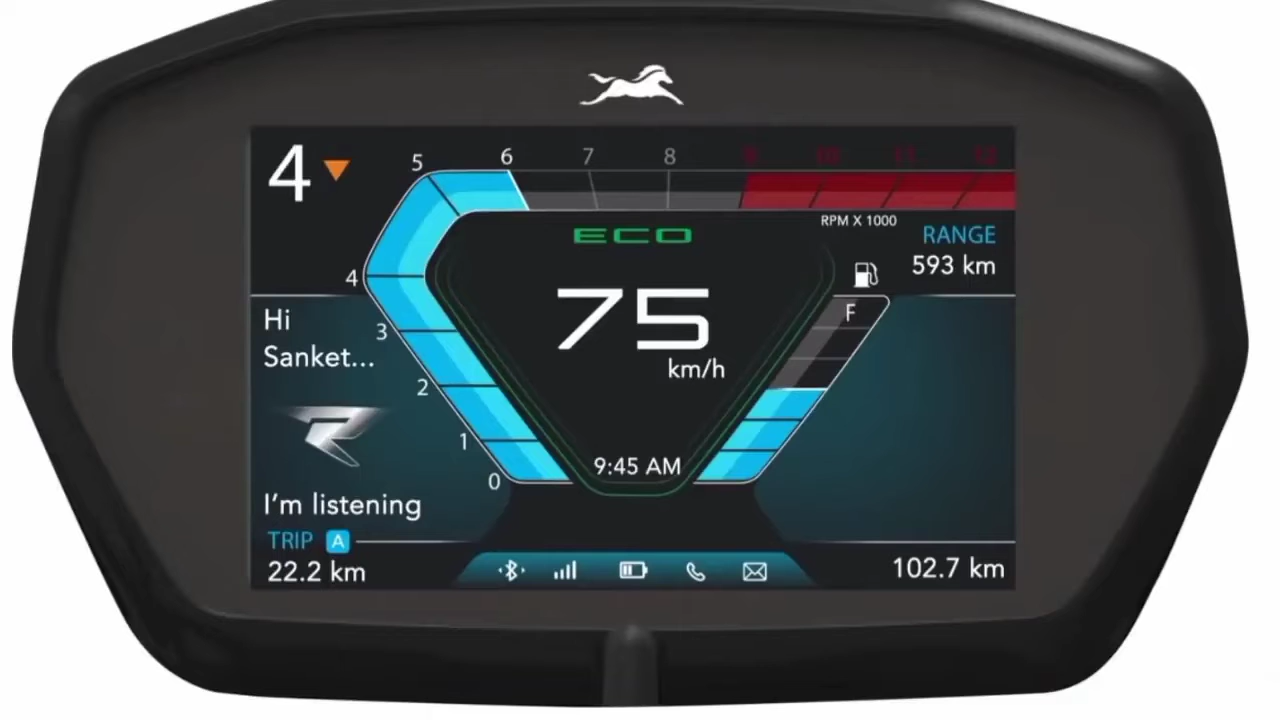 4
5 6 7 8 9 10 11 12
RPM X 1000
ECO
RANGE
593 km
4
F
75
km/h
Hi
Sanket...
3
2
1
0
9:45 AM
I'm listening
TRIP A
22.2 km
102.7 km